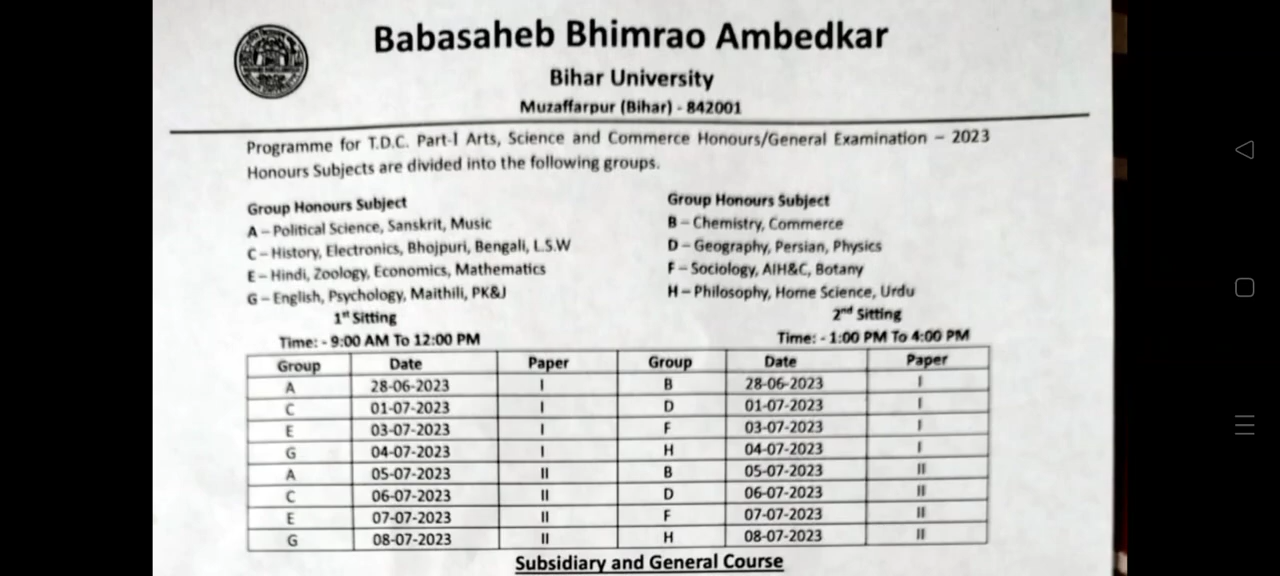 Babasaheb Bhimrao Ambedkar
Bihar University
Muzaffarpur (Bihar) - 842001
Programme for T.D.C. Part-I Arts, Science and Commerce Honours/General Examination – 2023
Honours Subjects are divided into the following groups.
Group Honours Subject
A – Political Science, Sanskrit, Music
C – History, Electronics, Bhojpuri, Bengali, L.S.W
E – Hindi, Zoology, Economics, Mathematics
G – English, Psychology, Maithili, PK&J
Group Honours Subject
B – Chemistry, Commerce
D – Geography, Persian, Physics
F – Sociology, AIH&C, Botany
H – Philosophy, Home Science, Urdu
1st Sitting 2nd Sitting
Time: - 9:00 AM To 12:00 PM Time: - 1:00 PM To 4:00 PM
Group Date Paper Group Date Paper
A 28-06-2023 I B 28-06-2023 I
C 01-07-2023 I D 01-07-2023 I
E 03-07-2023 I F 03-07-2023 I
G 04-07-2023 I H 04-07-2023 I
A 05-07-2023 II B 05-07-2023 II
C 06-07-2023 II D 06-07-2023 II
E 07-07-2023 II F 07-07-2023 II
G 08-07-2023 II H 08-07-2023 II
Subsidiary and General Course